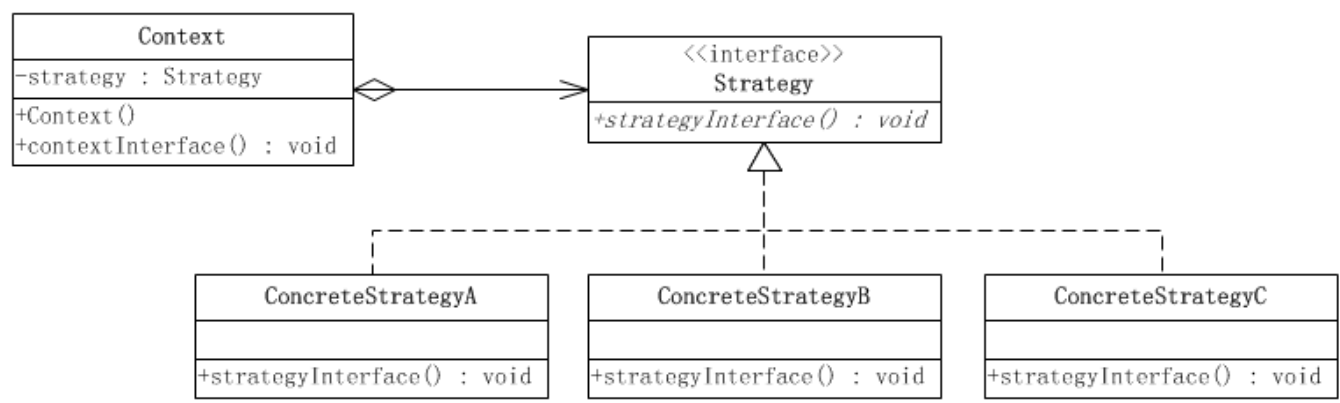 Context
-strategy : Strategy
+Context()
+contextInterface() : void
<<interface>>
Strategy
+strategyInterface() : void
ConcreteStrategyA
+strategyInterface() : void
ConcreteStrategyB
+strategyInterface() : void
ConcreteStrategyC
+strategyInterface() : void